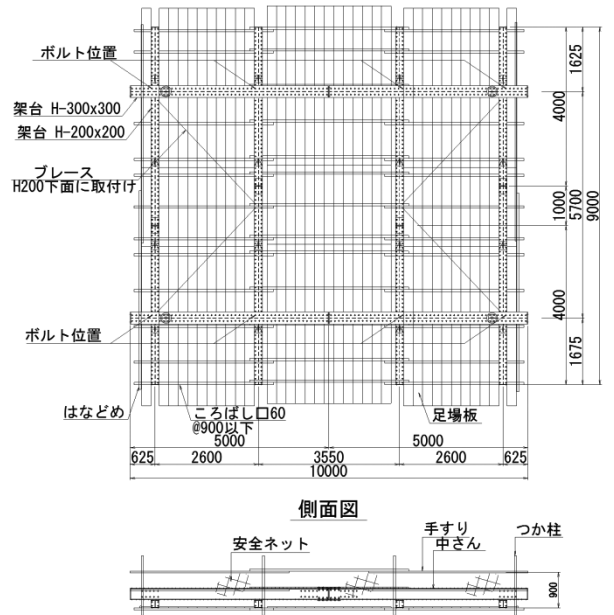 ボルト位置
架台 H-300x300
架台 H-200x200
ブレース
H200下面に取付け
ボルト位置
はなどめ
ころばし口60
@900以下
足場板
1625
4000
1000
5700
9000
4000
1675
5000
5000
625
2600
3550
2600
625
10000
側面図
安全ネット
手すり
中さん
つか柱
900